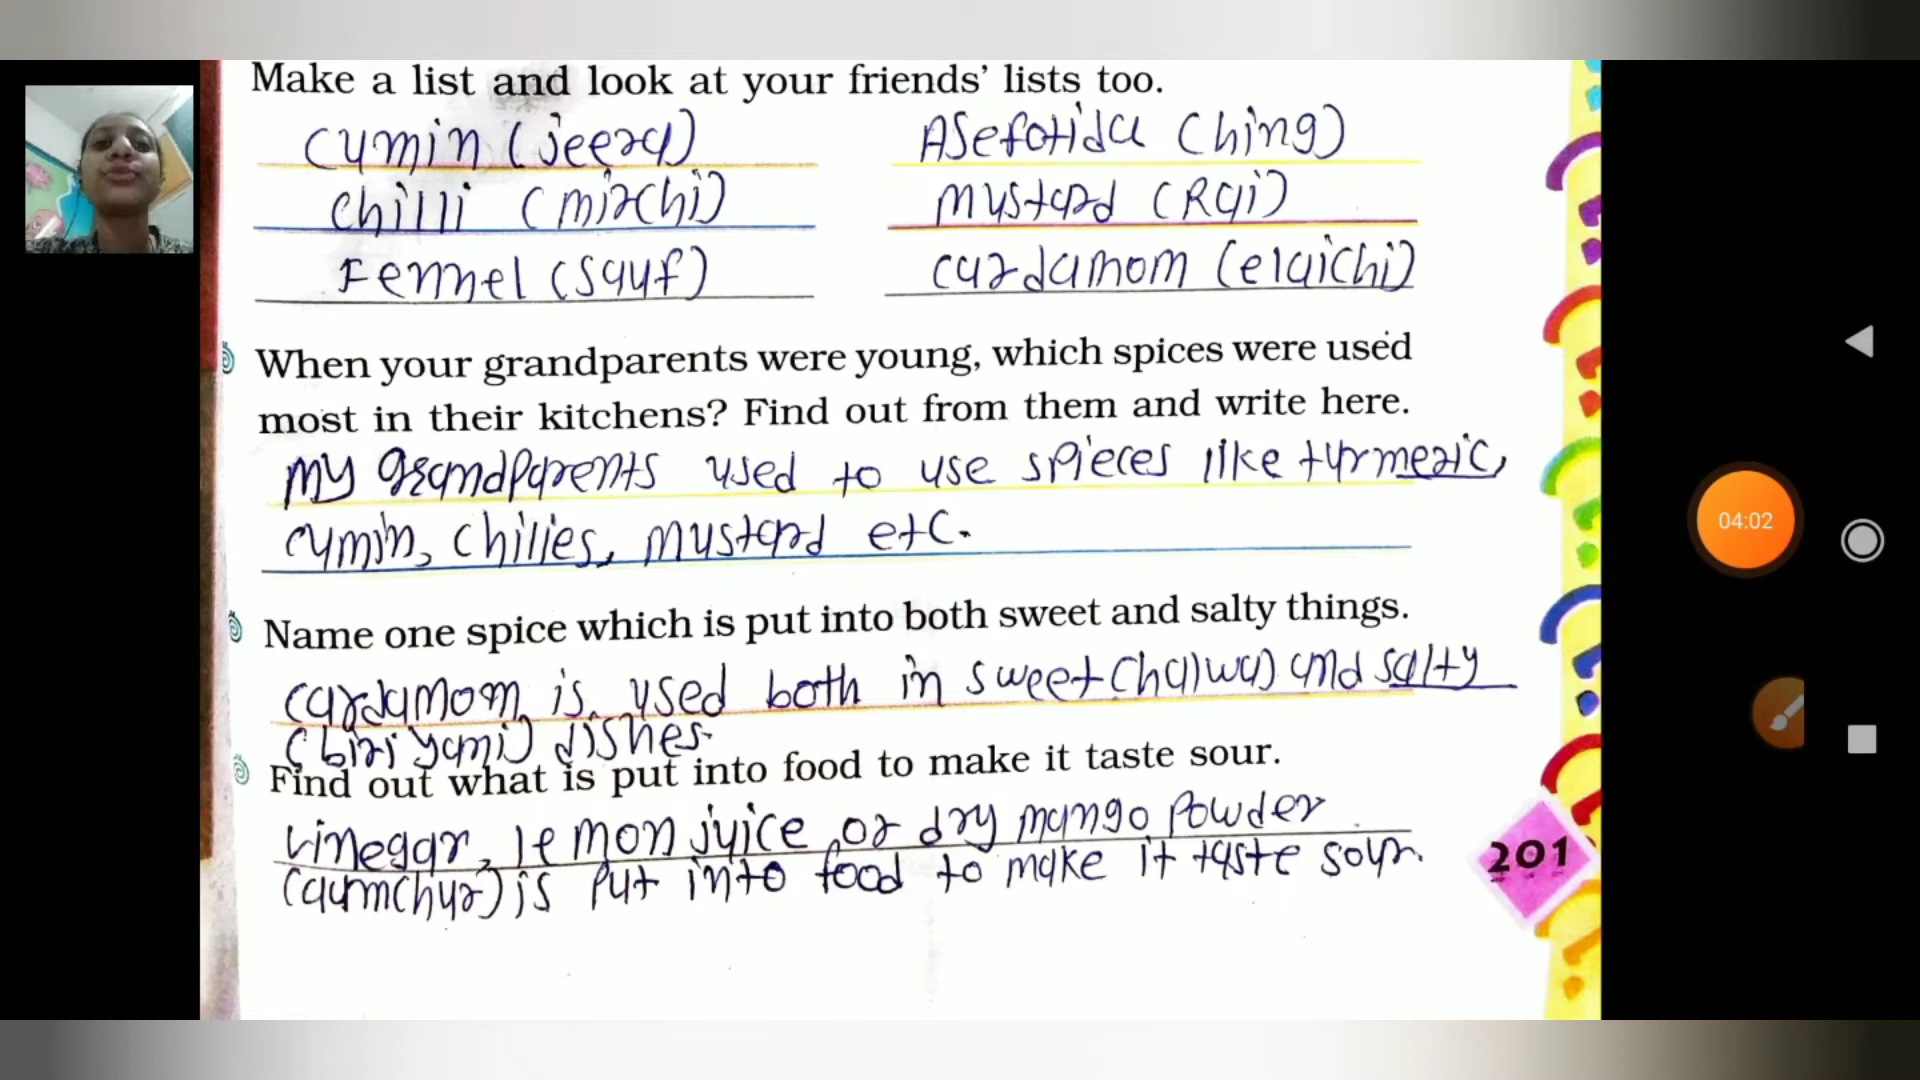 Make a list and look at your friends' lists too.
Cumin (jeera) Asefotida (hing)
chilli (mirchi) mustard (Rai)
Fennel (sauf) cardamom (elaichi)
When your grandparents were young, which spices were used
most in their kitchens? Find out from them and write here.
My grandparents used to use spieces like turmeric,
cumin, chilies, mustard etc.
Name one spice which is put into both sweet and salty things.
cardamom is used both in sweet (halwa) and salty
(biriyani) dishes.
Find out what is put into food to make it taste sour.
vinegar, lemon juice or dry mango powder
(aumchur) is put into food to make it taste sour.
201
04:02